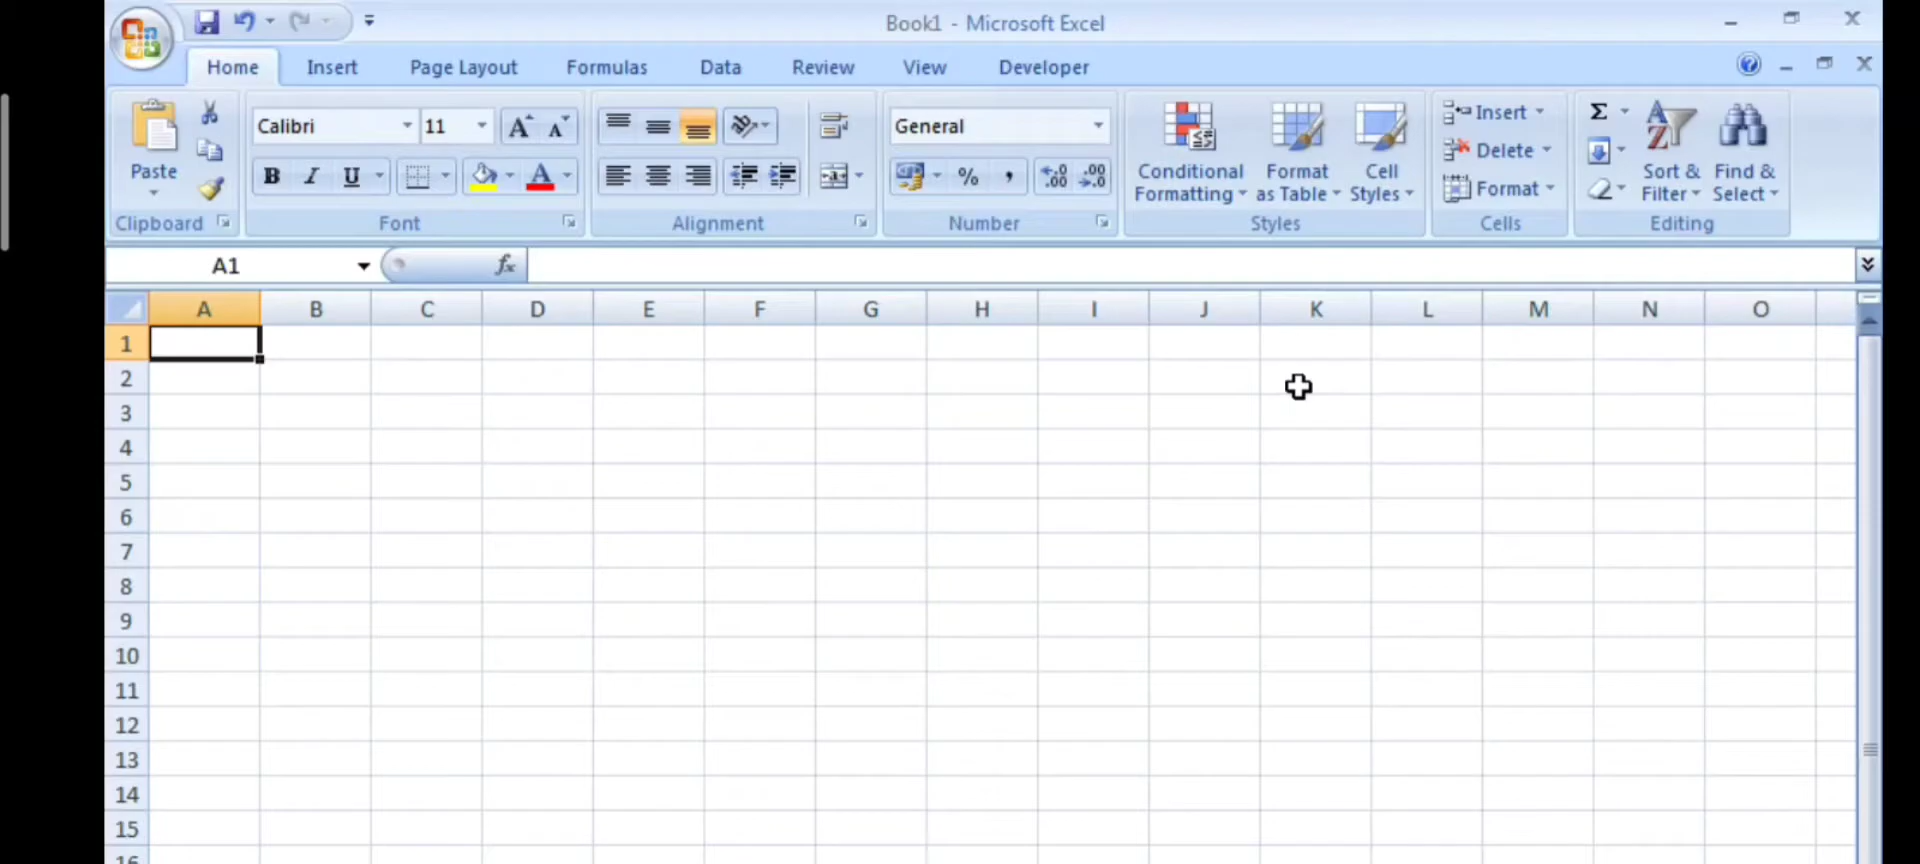 Book1 - Microsoft Excel
Home Insert Page Layout Formulas Data Review View Developer
Calibri 11 General
Paste
B I U % , Conditional Formatting Format as Table Cell Styles
Insert
Delete
Format
Σ Sort & Filter Find & Select
Clipboard Font Alignment Number Styles Cells Editing
A1 fx
A B C D E F G H I J K L M N O
1
2
3
4
5
6
7
8
9
10
11
12
13
14
15
16